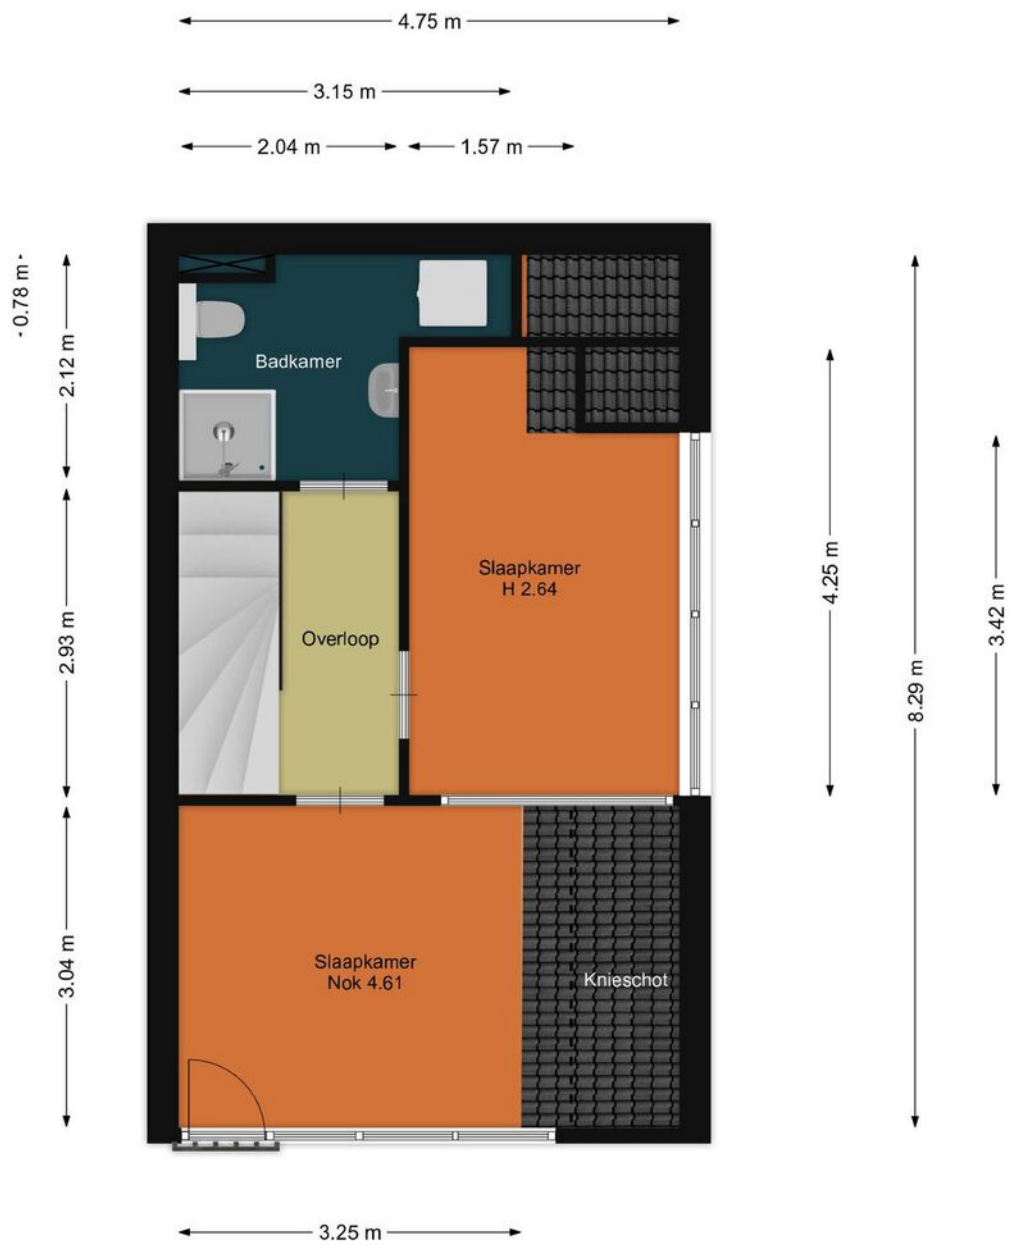 4.75 m
3.15 m
2.04 m
1.57 m
0.78 m
2.12 m
Badkamer
Slaapkamer
H 2.64
4.25 m
3.42 m
2.93 m
Overloop
8.29 m
3.04 m
Slaapkamer
Nok 4.61
Knieschot
3.25 m